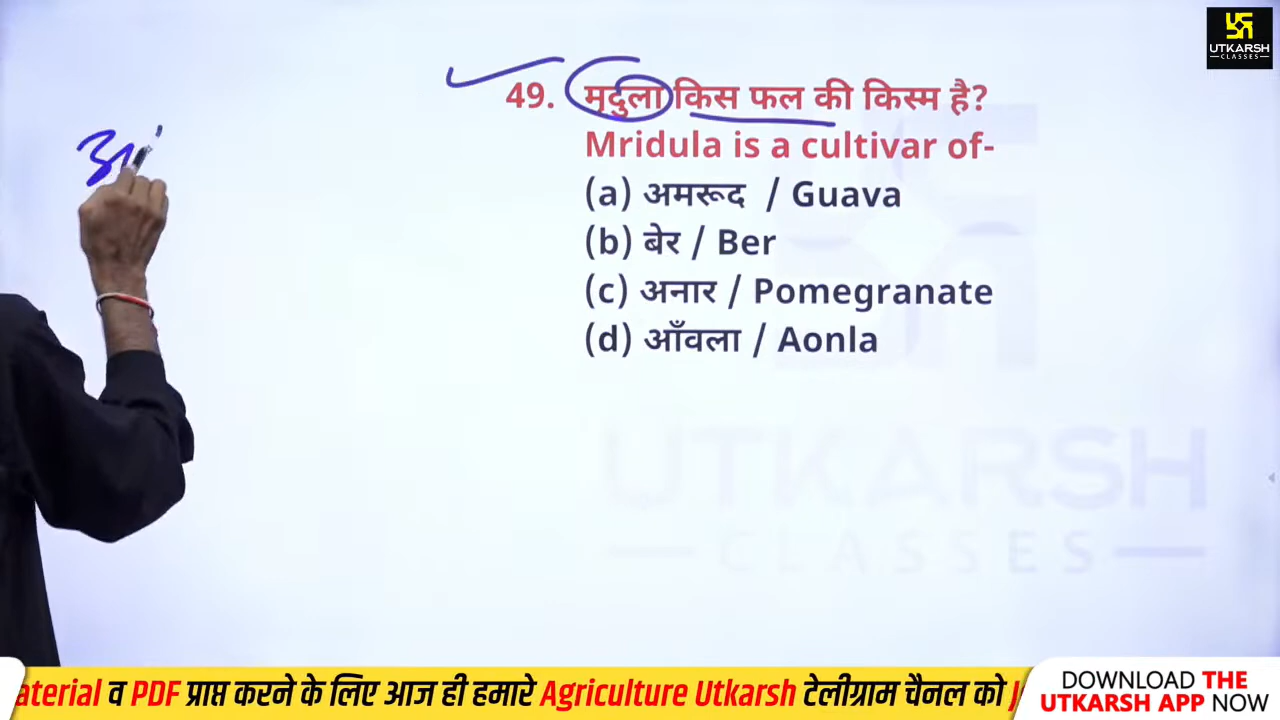 UTKARSH
CLASSES
49. मृदुला किस फल की किस्म है?
Mridula is a cultivar of-
(a) अमरूद / Guava
(b) बेर / Ber
(c) अनार / Pomegranate
(d) आँवला / Aonla
UTKARSH
CLASSES
aterial व PDF प्राप्त करने के लिए आज ही हमारे Agriculture Utkarsh टेलीग्राम चैनल को J
DOWNLOAD THE
UTKARSH APP NOW